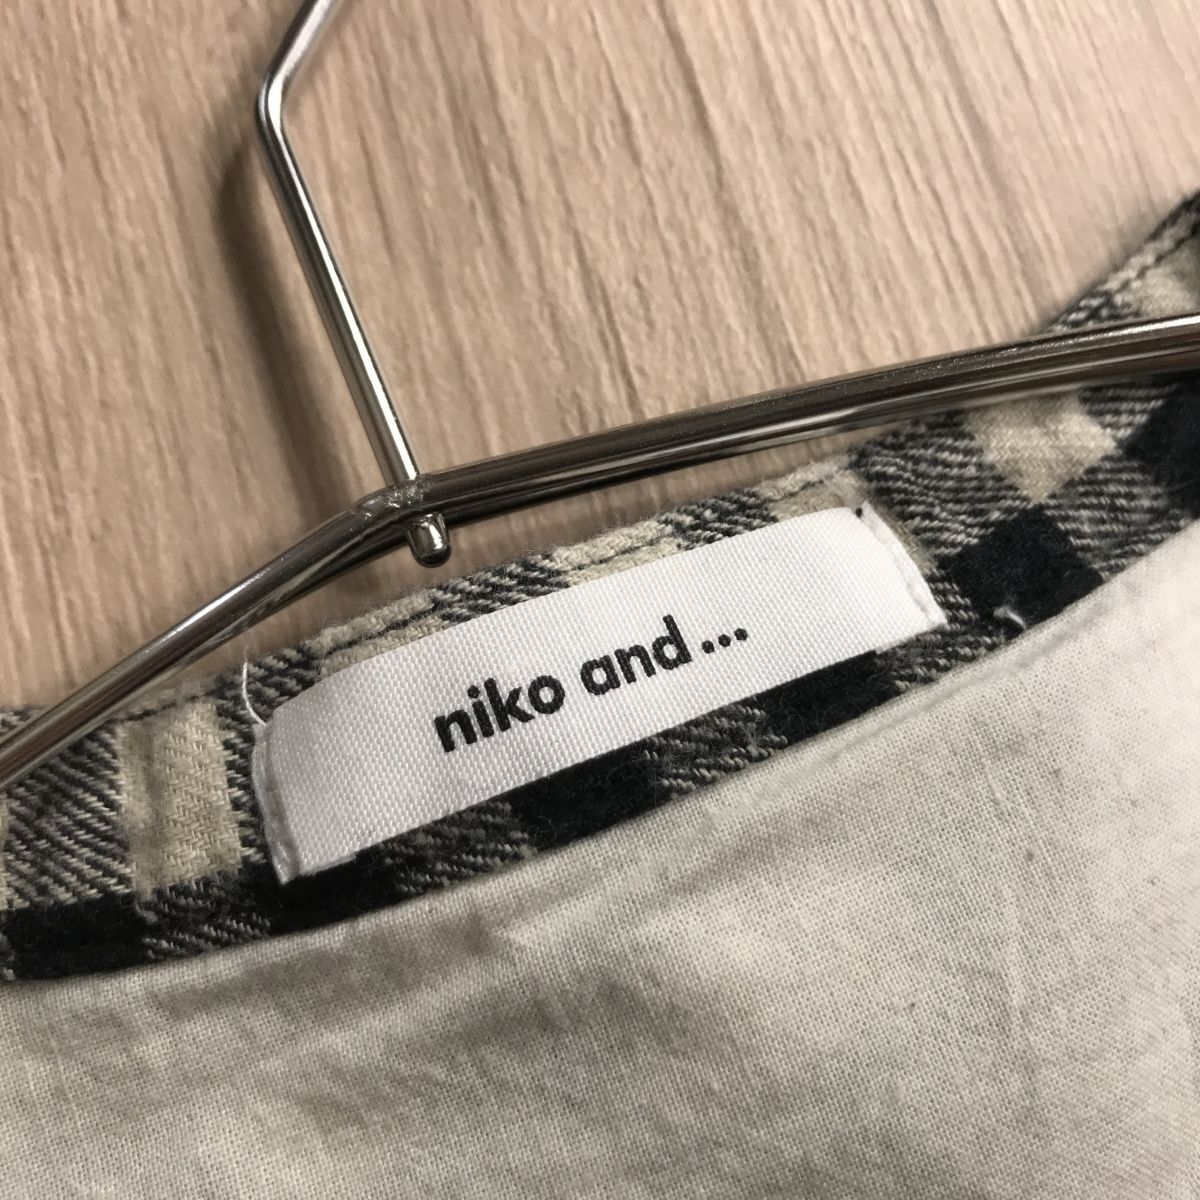 niko and ...